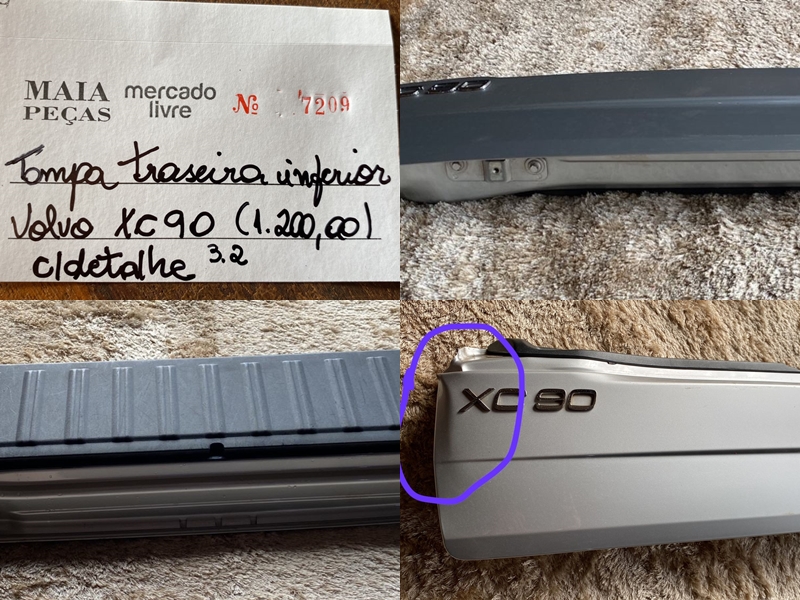 MAIA PEÇAS mercado livre Nº 7209
Tampa traseira inferior
Volvo XC90 (1.200,00)
c/detalhe 3.2
XC90